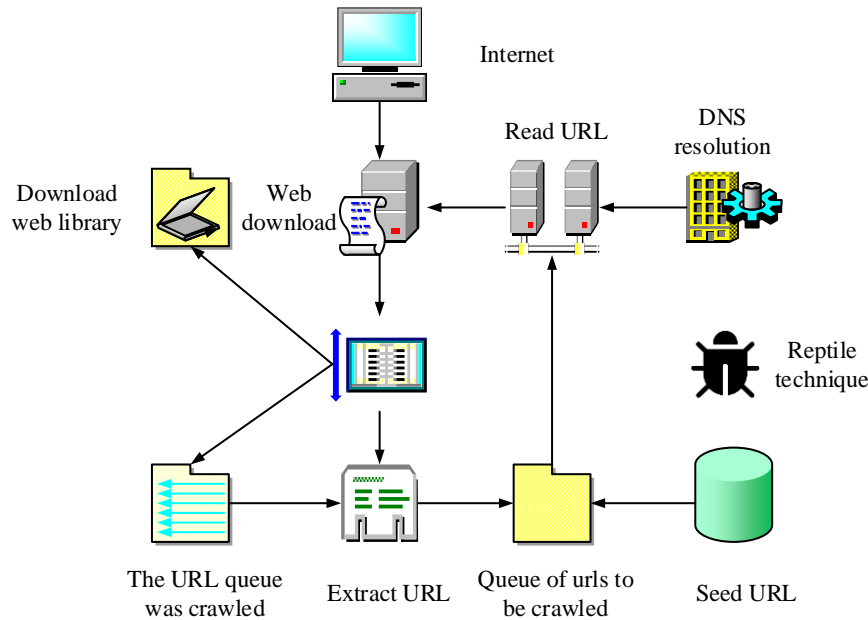 Internet
Read URL
DNS
resolution
Download
web library
Web
download
Reptile
technique
The URL queue
was crawled
Extract URL
Queue of urls to
be crawled
Seed URL